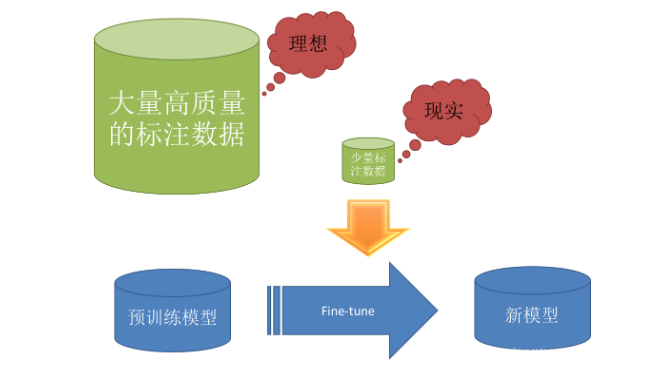 理想
大量高质量
的标注数据
现实
少量标
注数据
预训练模型
Fine-tune
新模型